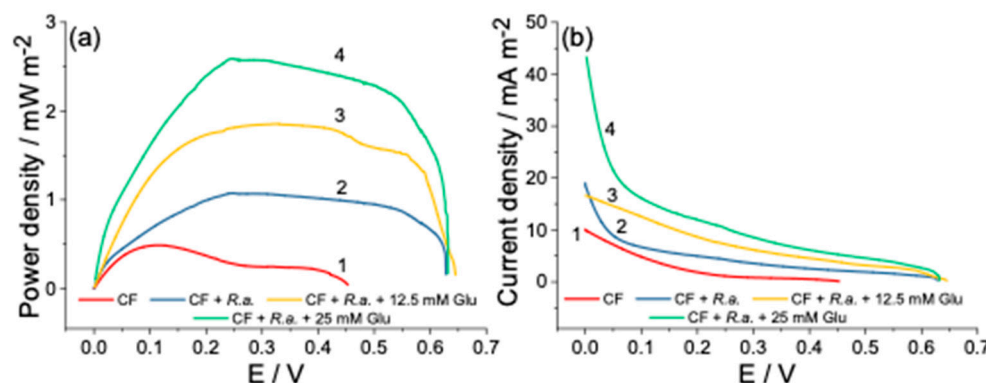 (a)
Power density / mW m⁻²
3
2
1
0
4
3
2
1
CF CF + R.a. CF + R.a. + 12.5 mM Glu
CF + R.a. + 25 mM Glu
0.0 0.1 0.2 0.3 0.4 0.5 0.6 0.7
E / V
(b)
Current density / mA m⁻²
50
40
30
20
10
0
4
3
2
1
CF CF + R.a. CF + R.a. + 12.5 mM Glu
CF + R.a. + 25 mM Glu
0.0 0.1 0.2 0.3 0.4 0.5 0.6 0.7
E / V